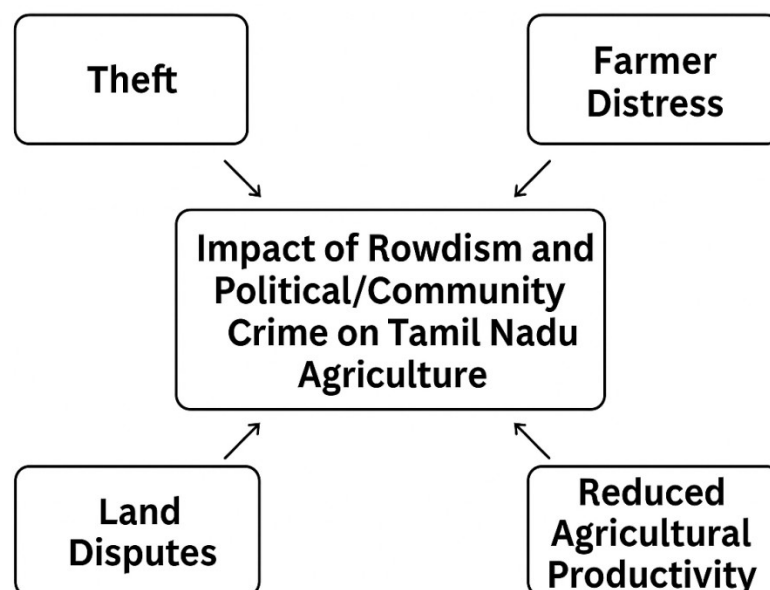 Theft
Farmer
Distress
Impact of Rowdism and
Political/Community
Crime on Tamil Nadu
Agriculture
Land
Disputes
Reduced
Agricultural
Productivity